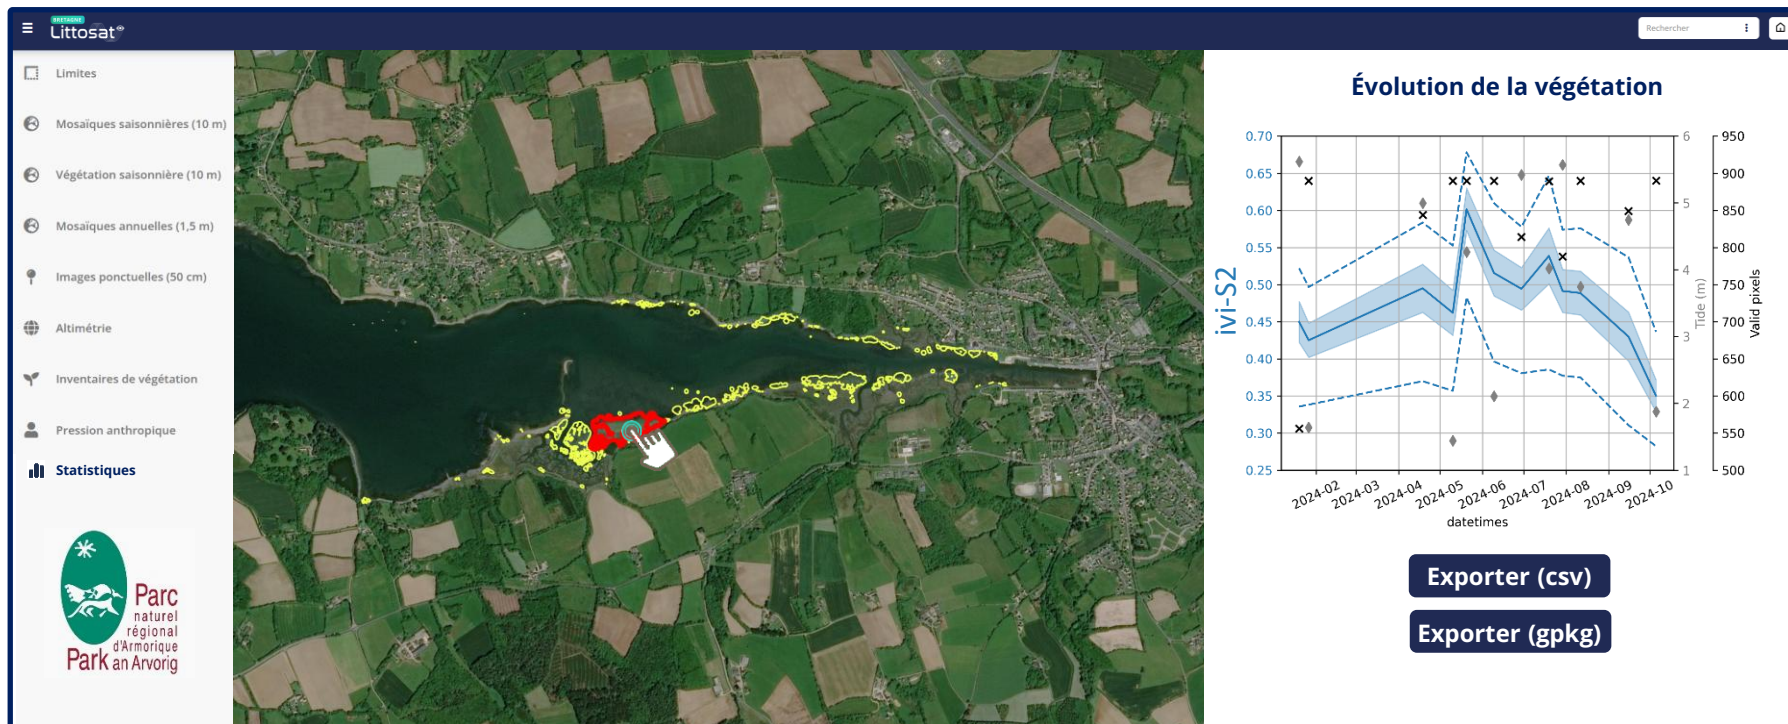 BRETAGNE
Littosat
Rechercher
Limites
Mosaïques saisonnières (10 m)
Végétation saisonnière (10 m)
Mosaïques annuelles (1,5 m)
Images ponctuelles (50 cm)
Altimétrie
Inventaires de végétation
Pression anthropique
Statistiques
Parc
naturel
régional
d'Armorique
Park an Arvorig
Évolution de la végétation
0.70
0.65
0.60
0.55
0.50
0.45
0.40
0.35
0.30
0.25
ivi-S2
6
5
4
3
2
1
Tide (m)
950
900
850
800
750
700
650
600
550
500
Valid pixels
2024-02
2024-03
2024-04
2024-05
2024-06
2024-07
2024-08
2024-09
2024-10
datetimes
Exporter (csv)
Exporter (gpkg)